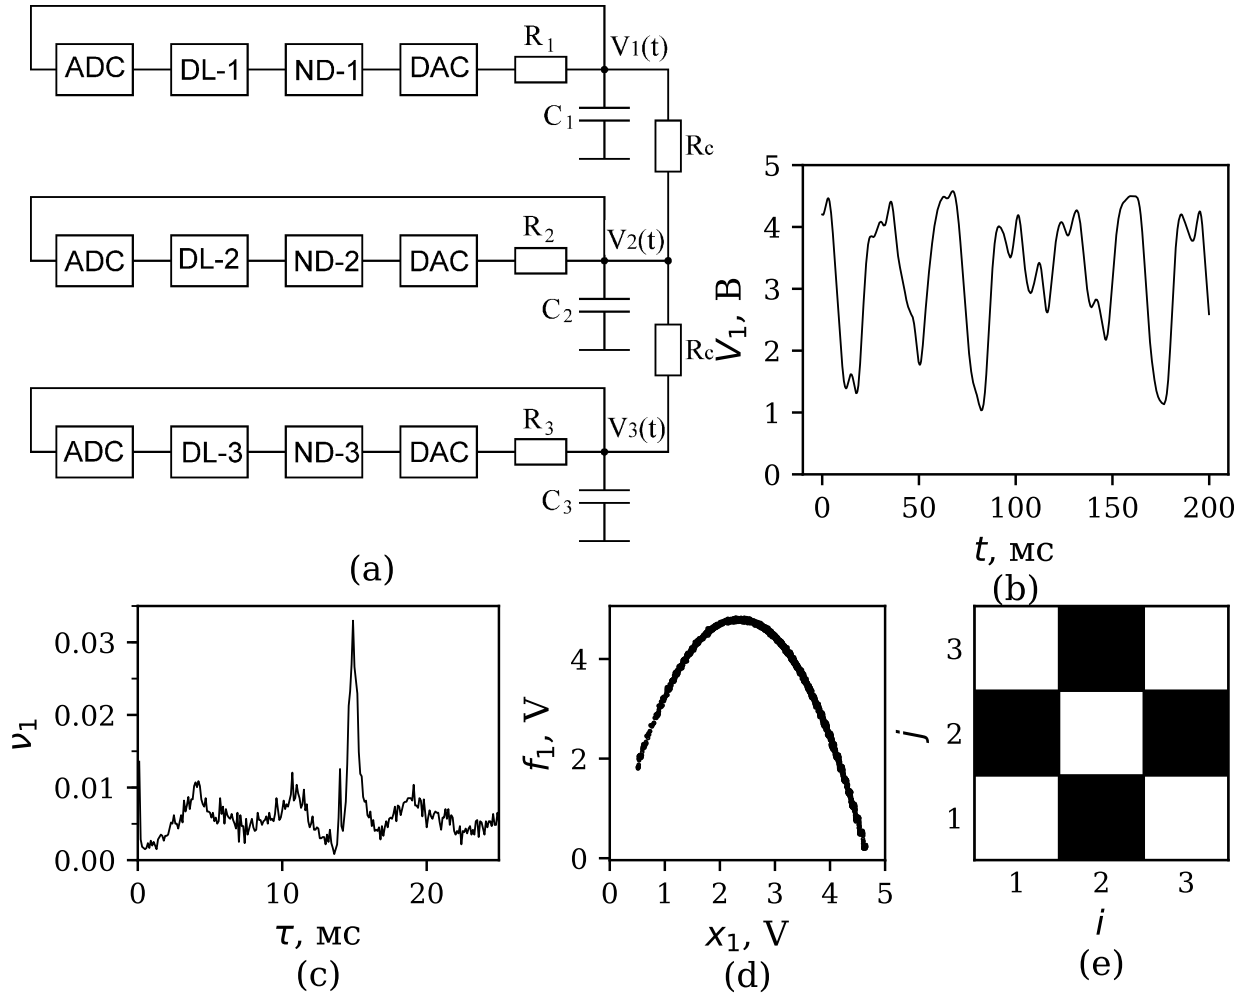 ADC DL-1 ND-1 DAC R1 V1(t)
C1
Rc
ADC DL-2 ND-2 DAC R2 V2(t)
C2
Rc
ADC DL-3 ND-3 DAC R3 V3(t)
C3
(a)
V1, В
5
4
3
2
1
0
0 50 100 150 200
t, мс
(b)
ν1
0.03
0.02
0.01
0.00
0 10 20
τ, мс
(c)
f1, V
4
2
0
0 1 2 3 4 5
x1, V
(d)
j
3
2
1
1 2 3
i
(e)